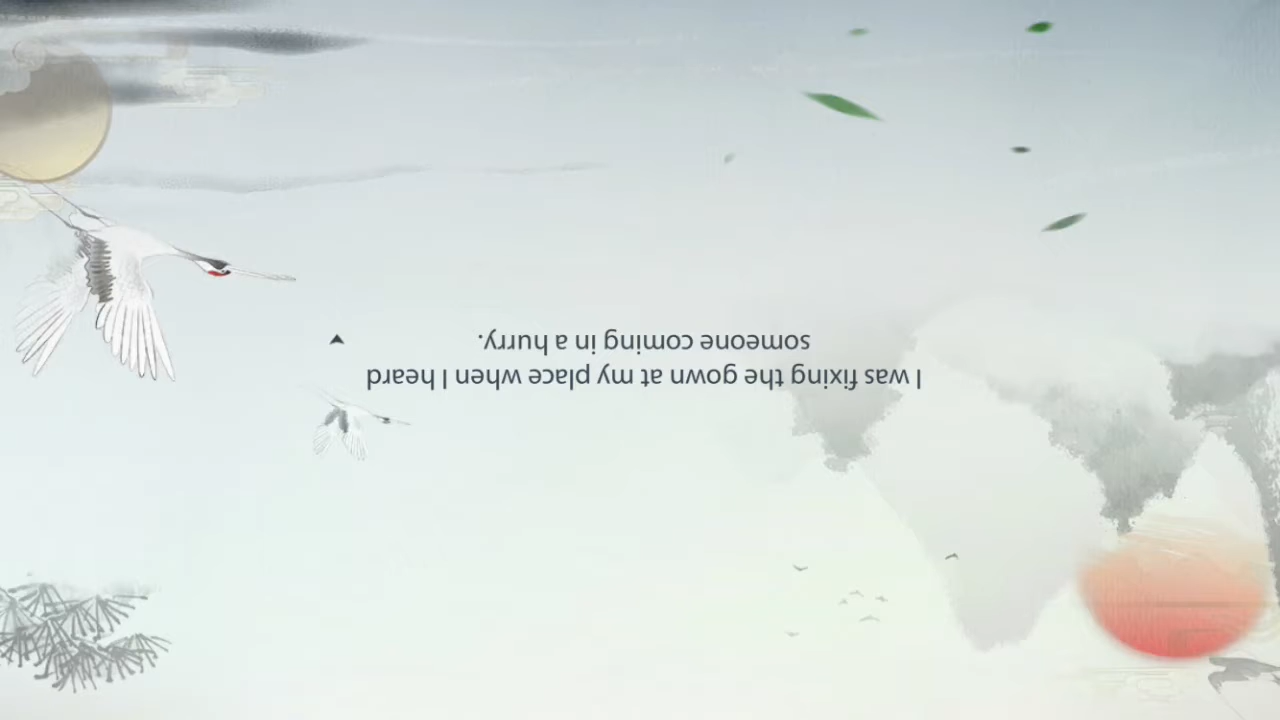 I was fixing the gown at my place when I heard
someone coming in a hurry.